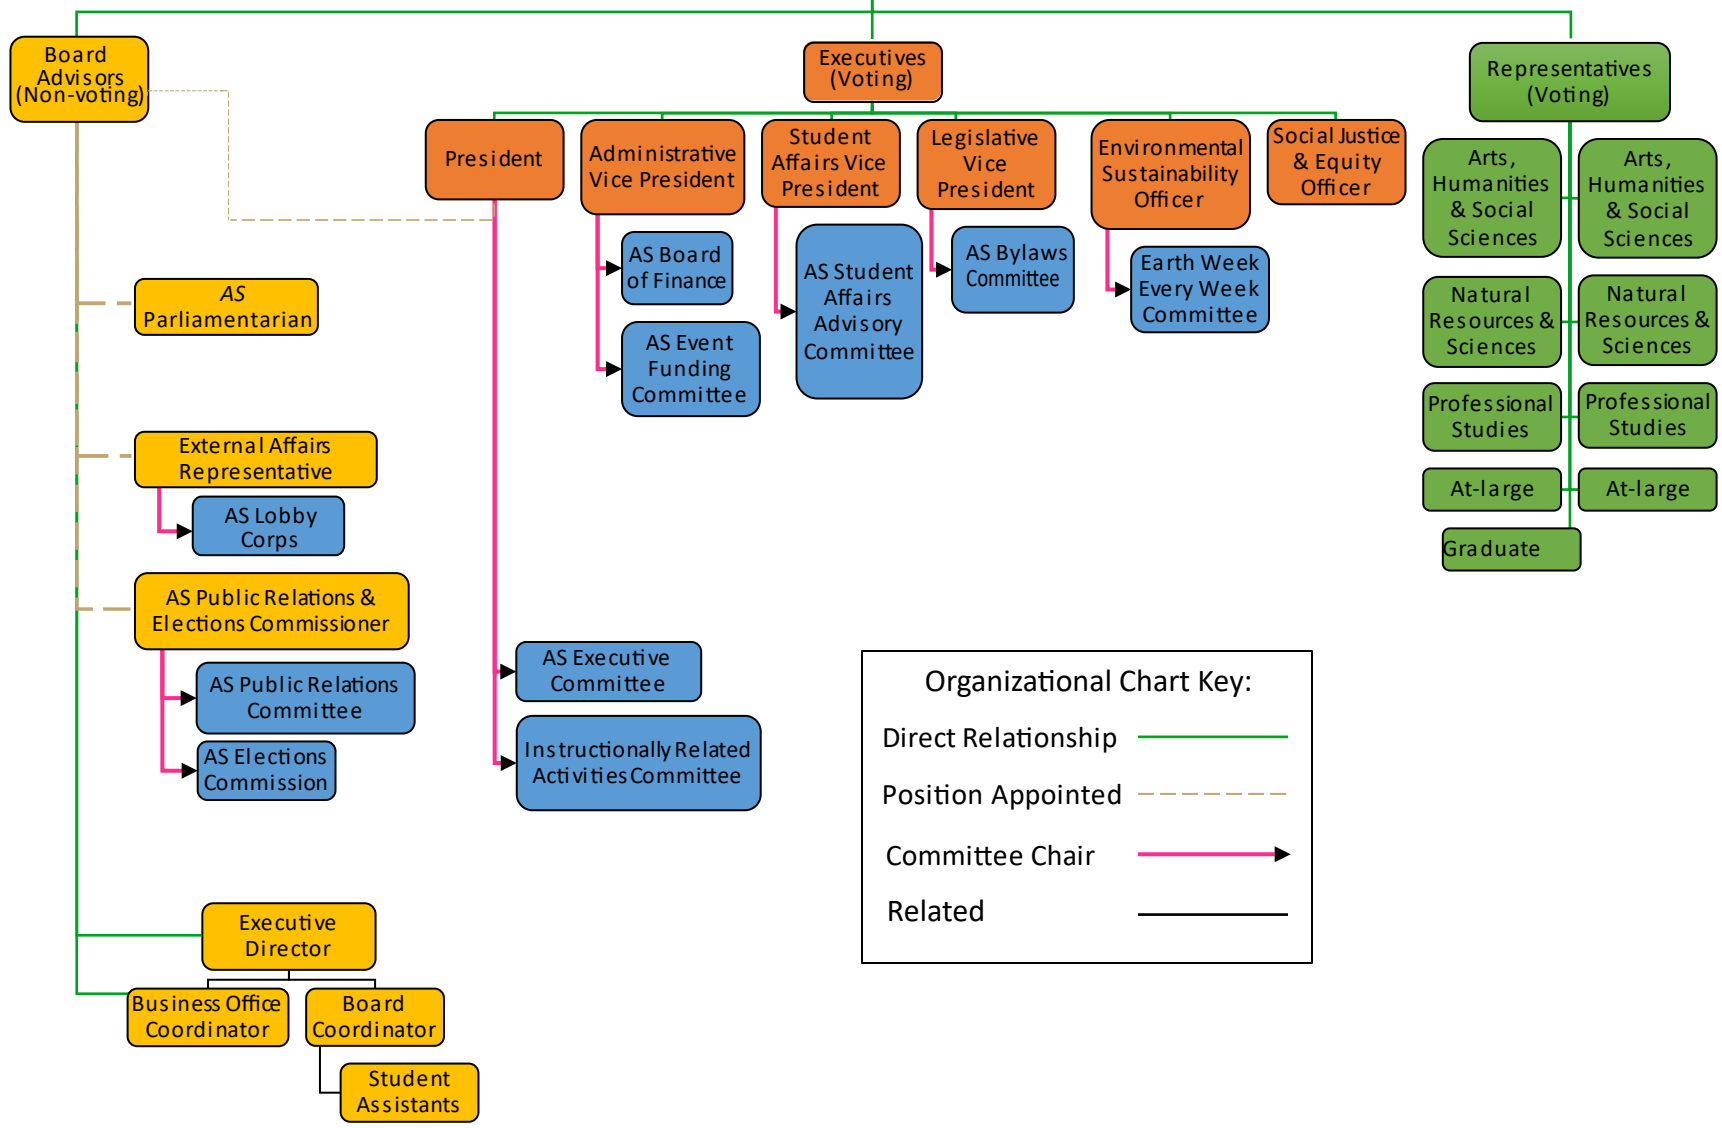 Board
Advisors
(Non-voting)
Executives
(Voting)
Representatives
(Voting)
President
Administrative
Vice President
Student
Affairs Vice
President
Legislative
Vice
President
Environmental
Sustainability
Officer
Social Justice
& Equity
Officer
Arts,
Humanities
& Social
Sciences
Arts,
Humanities
& Social
Sciences
AS Board
of Finance
AS Event
Funding
Committee
AS Student
Affairs
Advisory
Committee
AS Bylaws
Committee
Earth Week
Every Week
Committee
Natural
Resources &
Sciences
Natural
Resources &
Sciences
Professional
Studies
Professional
Studies
At-large
At-large
Graduate
AS
Parliamentarian
External Affairs
Representative
AS Lobby
Corps
AS Public Relations &
Elections Commissioner
AS Public Relations
Committee
AS Elections
Commission
AS Executive
Committee
Instructionally Related
Activities Committee
Organizational Chart Key:
Direct Relationship
Position Appointed
Committee Chair
Related
Executive
Director
Business Office
Coordinator
Board
Coordinator
Student
Assistants